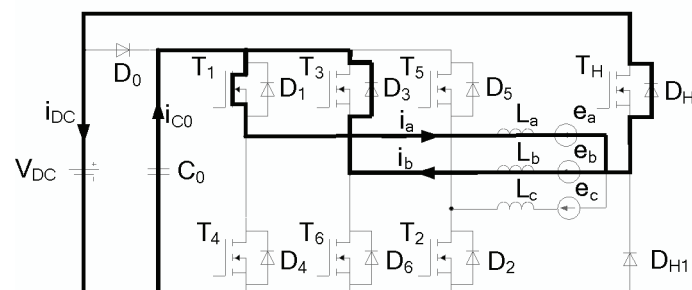 D0
T1
T3
T5
TH
D1
D3
D5
DH
iDC
iC0
ia
La
ea
ib
Lb
eb
VDC
C0
Lc
ec
T4
T6
T2
D4
D6
D2
DH1